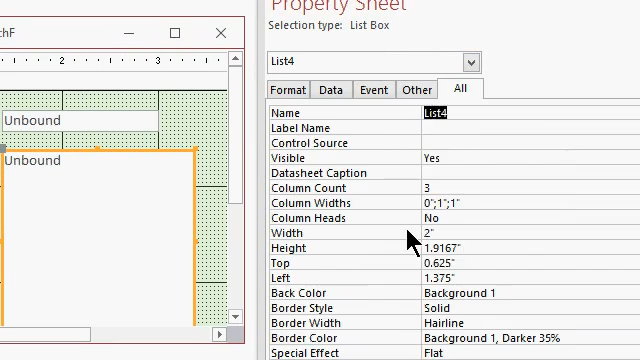 chF
2
3
Unbound
Unbound
Property Sheet
Selection type: List Box
List4
Format Data Event Other All
Name List4
Label Name
Control Source
Visible Yes
Datasheet Caption
Column Count 3
Column Widths 0";1";1"
Column Heads No
Width 2"
Height 1.9167"
Top 0.625"
Left 1.375"
Back Color Background 1
Border Style Solid
Border Width Hairline
Border Color Background 1, Darker 35%
Special Effect Flat